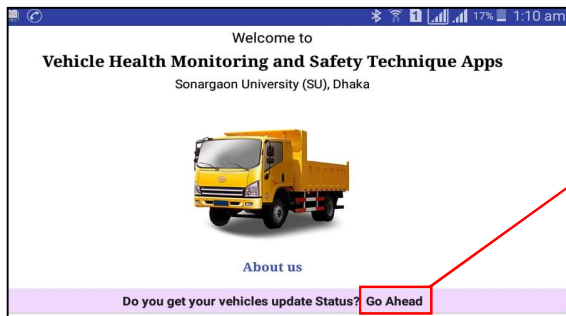 1 17% 1:10 am
Welcome to
Vehicle Health Monitoring and Safety Technique Apps
Sonargaon University (SU), Dhaka
About us
Do you get your vehicles update Status? Go Ahead